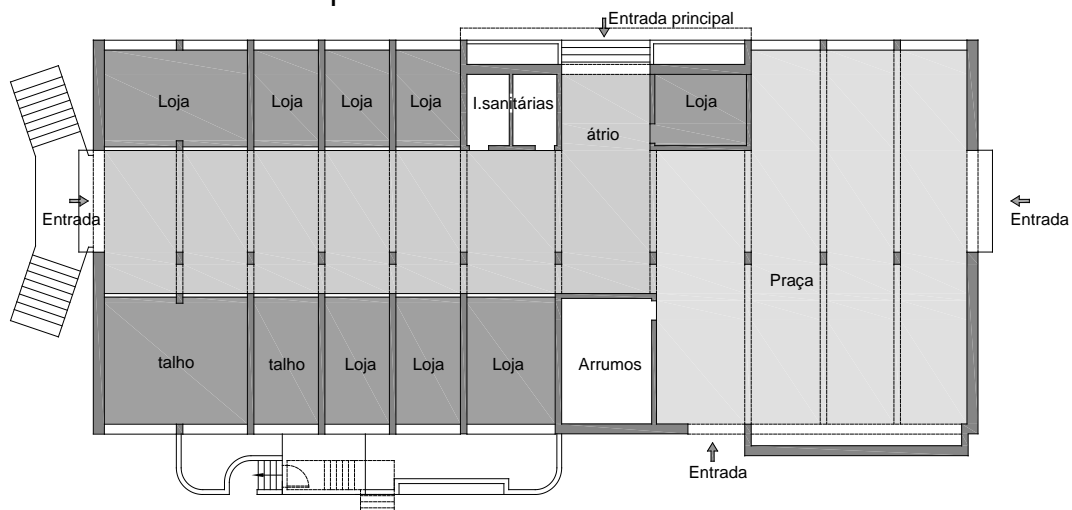 Entrada principal
Loja
Loja
Loja
Loja
I.sanitárias
Loja
átrio
Entrada
Entrada
Praça
talho
talho
Loja
Loja
Loja
Arrumos
Entrada